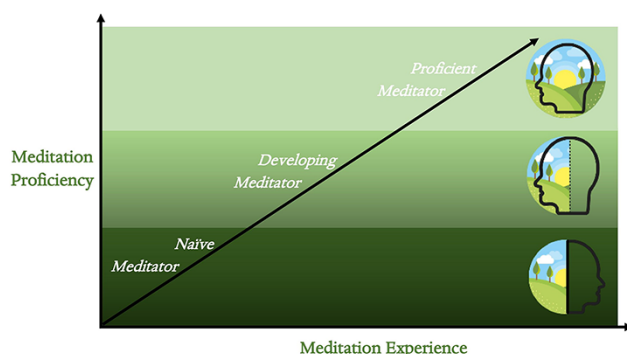 Proficient
Meditator
Developing
Meditator
Naïve
Meditator
Meditation
Proficiency
Meditation Experience